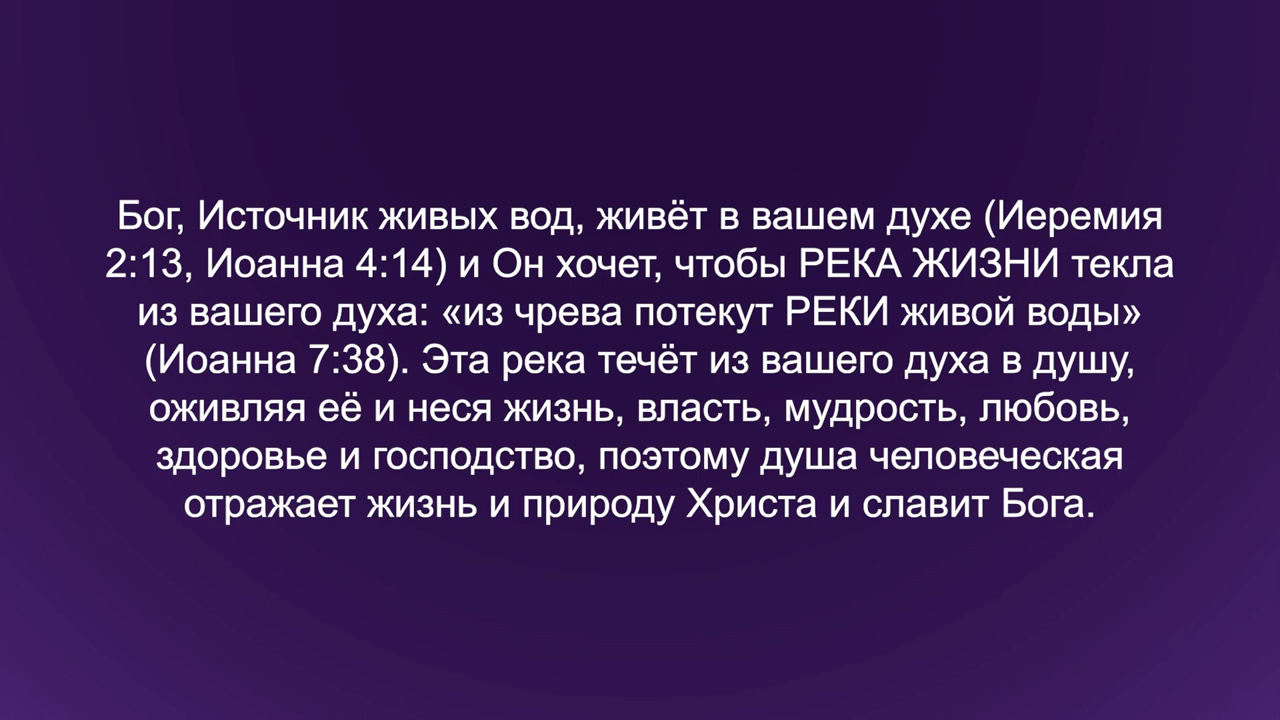 Бог, Источник живых вод, живёт в вашем духе (Иеремия
2:13, Иоанна 4:14) и Он хочет, чтобы РЕКА ЖИЗНИ текла
из вашего духа: «из чрева потекут РЕКИ живой воды»
(Иоанна 7:38). Эта река течёт из вашего духа в душу,
оживляя её и неся жизнь, власть, мудрость, любовь,
здоровье и господство, поэтому душа человеческая
отражает жизнь и природу Христа и славит Бога.